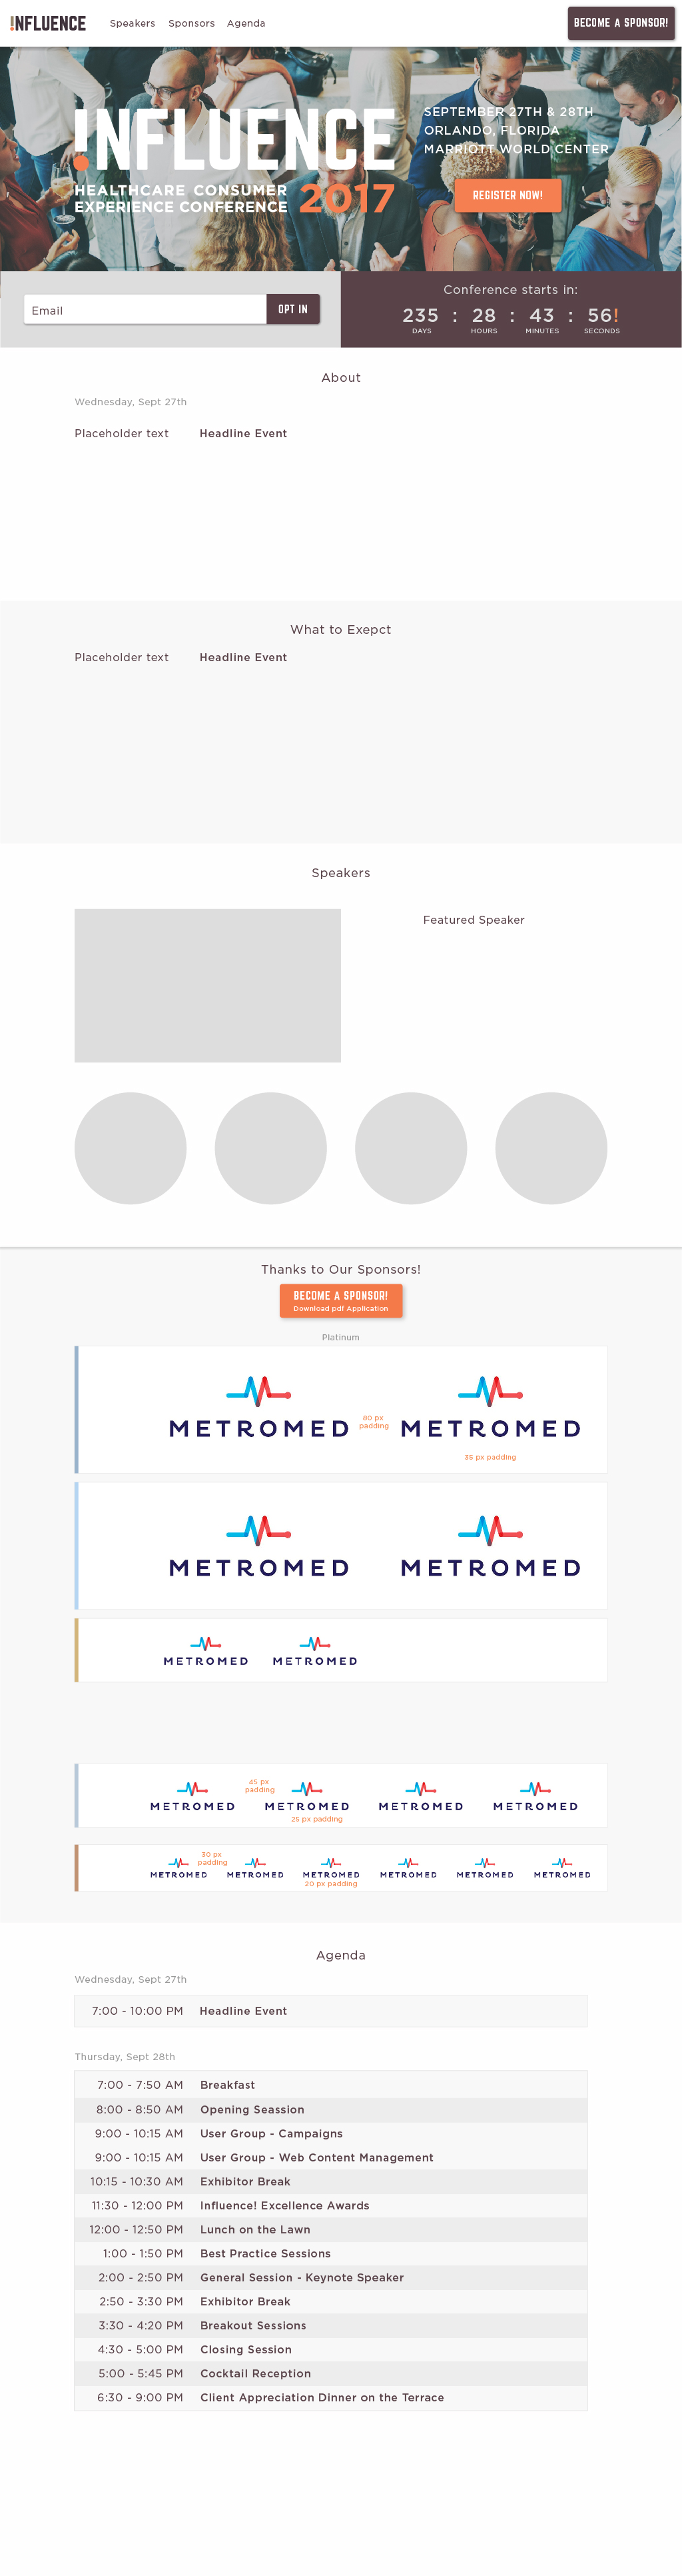 !NFLUENCE
Speakers
Sponsors
Agenda
BECOME A SPONSOR!
!NFLUENCE
HEALTHCARE CONSUMER
EXPERIENCE CONFERENCE
2017
SEPTEMBER 27TH & 28TH
ORLANDO, FLORIDA
MARRIOTT WORLD CENTER
REGISTER NOW!
Email
OPT IN
Conference starts in:
235 : 28 : 43 : 56!
DAYS HOURS MINUTES SECONDS
About
Wednesday, Sept 27th
Placeholder text Headline Event
What to Exepct
Placeholder text Headline Event
Speakers
Featured Speaker
Thanks to Our Sponsors!
BECOME A SPONSOR!
Download pdf Application
Platinum
METROMED
80 px
padding
METROMED
35 px padding
METROMED METROMED
METROMED METROMED
METROMED
45 px
padding
METROMED
25 px padding
METROMED
METROMED
METROMED
30 px
padding
METROMED
METROMED
20 px padding
METROMED
METROMED
METROMED
Agenda
Wednesday, Sept 27th
7:00 - 10:00 PM Headline Event
Thursday, Sept 28th
7:00 - 7:50 AM Breakfast
8:00 - 8:50 AM Opening Seassion
9:00 - 10:15 AM User Group - Campaigns
9:00 - 10:15 AM User Group - Web Content Management
10:15 - 10:30 AM Exhibitor Break
11:30 - 12:00 PM Influence! Excellence Awards
12:00 - 12:50 PM Lunch on the Lawn
1:00 - 1:50 PM Best Practice Sessions
2:00 - 2:50 PM General Session - Keynote Speaker
2:50 - 3:30 PM Exhibitor Break
3:30 - 4:20 PM Breakout Sessions
4:30 - 5:00 PM Closing Session
5:00 - 5:45 PM Cocktail Reception
6:30 - 9:00 PM Client Appreciation Dinner on the Terrace